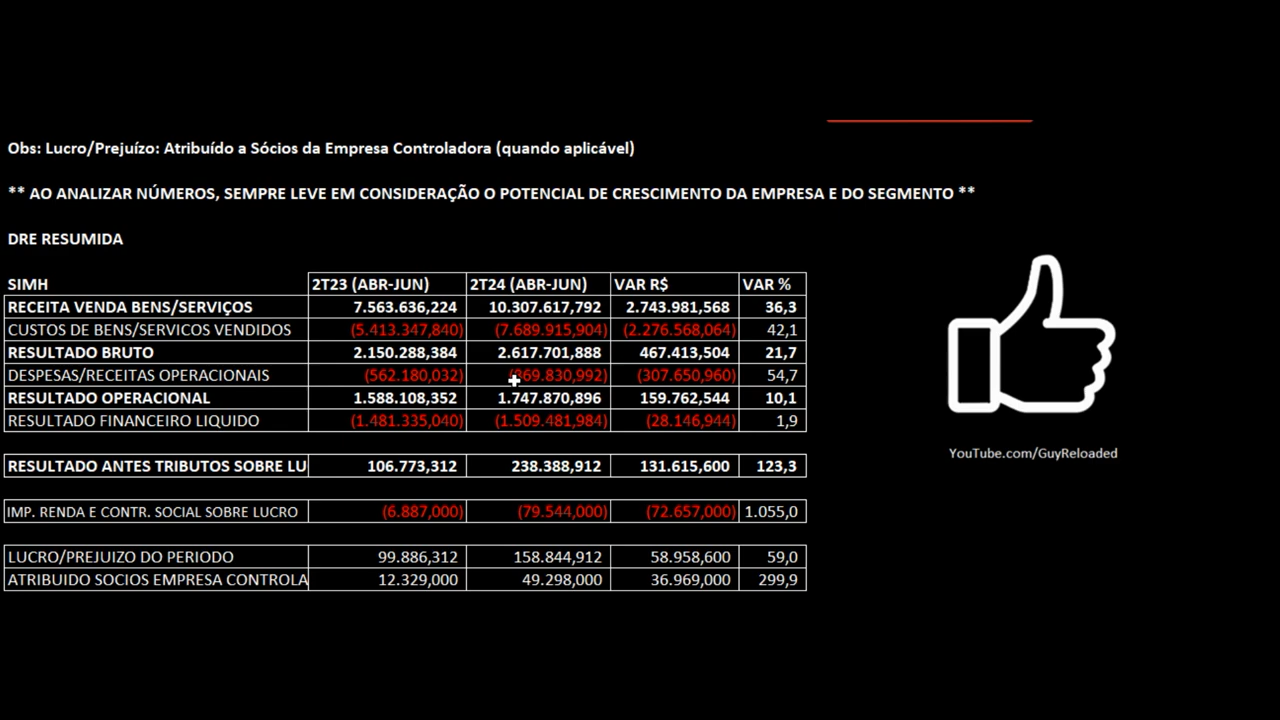 Obs: Lucro/Prejuízo: Atribuído a Sócios da Empresa Controladora (quando aplicável)
** AO ANALIZAR NÚMEROS, SEMPRE LEVE EM CONSIDERAÇÃO O POTENCIAL DE CRESCIMENTO DA EMPRESA E DO SEGMENTO **
DRE RESUMIDA
SIMH 2T23 (ABR-JUN) 2T24 (ABR-JUN) VAR R$ VAR %
RECEITA VENDA BENS/SERVIÇOS 7.563.636,224 10.307.617,792 2.743.981,568 36,3
CUSTOS DE BENS/SERVICOS VENDIDOS (5.413.347,840) (7.689.915,904) (2.276.568,064) 42,1
RESULTADO BRUTO 2.150.288,384 2.617.701,888 467.413,504 21,7
DESPESAS/RECEITAS OPERACIONAIS (562.180,032) (869.830,992) (307.650,960) 54,7
RESULTADO OPERACIONAL 1.588.108,352 1.747.870,896 159.762,544 10,1
RESULTADO FINANCEIRO LIQUIDO (1.481.335,040) (1.509.481,984) (28.146,944) 1,9
RESULTADO ANTES TRIBUTOS SOBRE LU 106.773,312 238.388,912 131.615,600 123,3
IMP. RENDA E CONTR. SOCIAL SOBRE LUCRO (6.887,000) (79.544,000) (72.657,000) 1.055,0
LUCRO/PREJUIZO DO PERIODO 99.886,312 158.844,912 58.958,600 59,0
ATRIBUIDO SOCIOS EMPRESA CONTROLA 12.329,000 49.298,000 36.969,000 299,9
YouTube.com/GuyReloaded